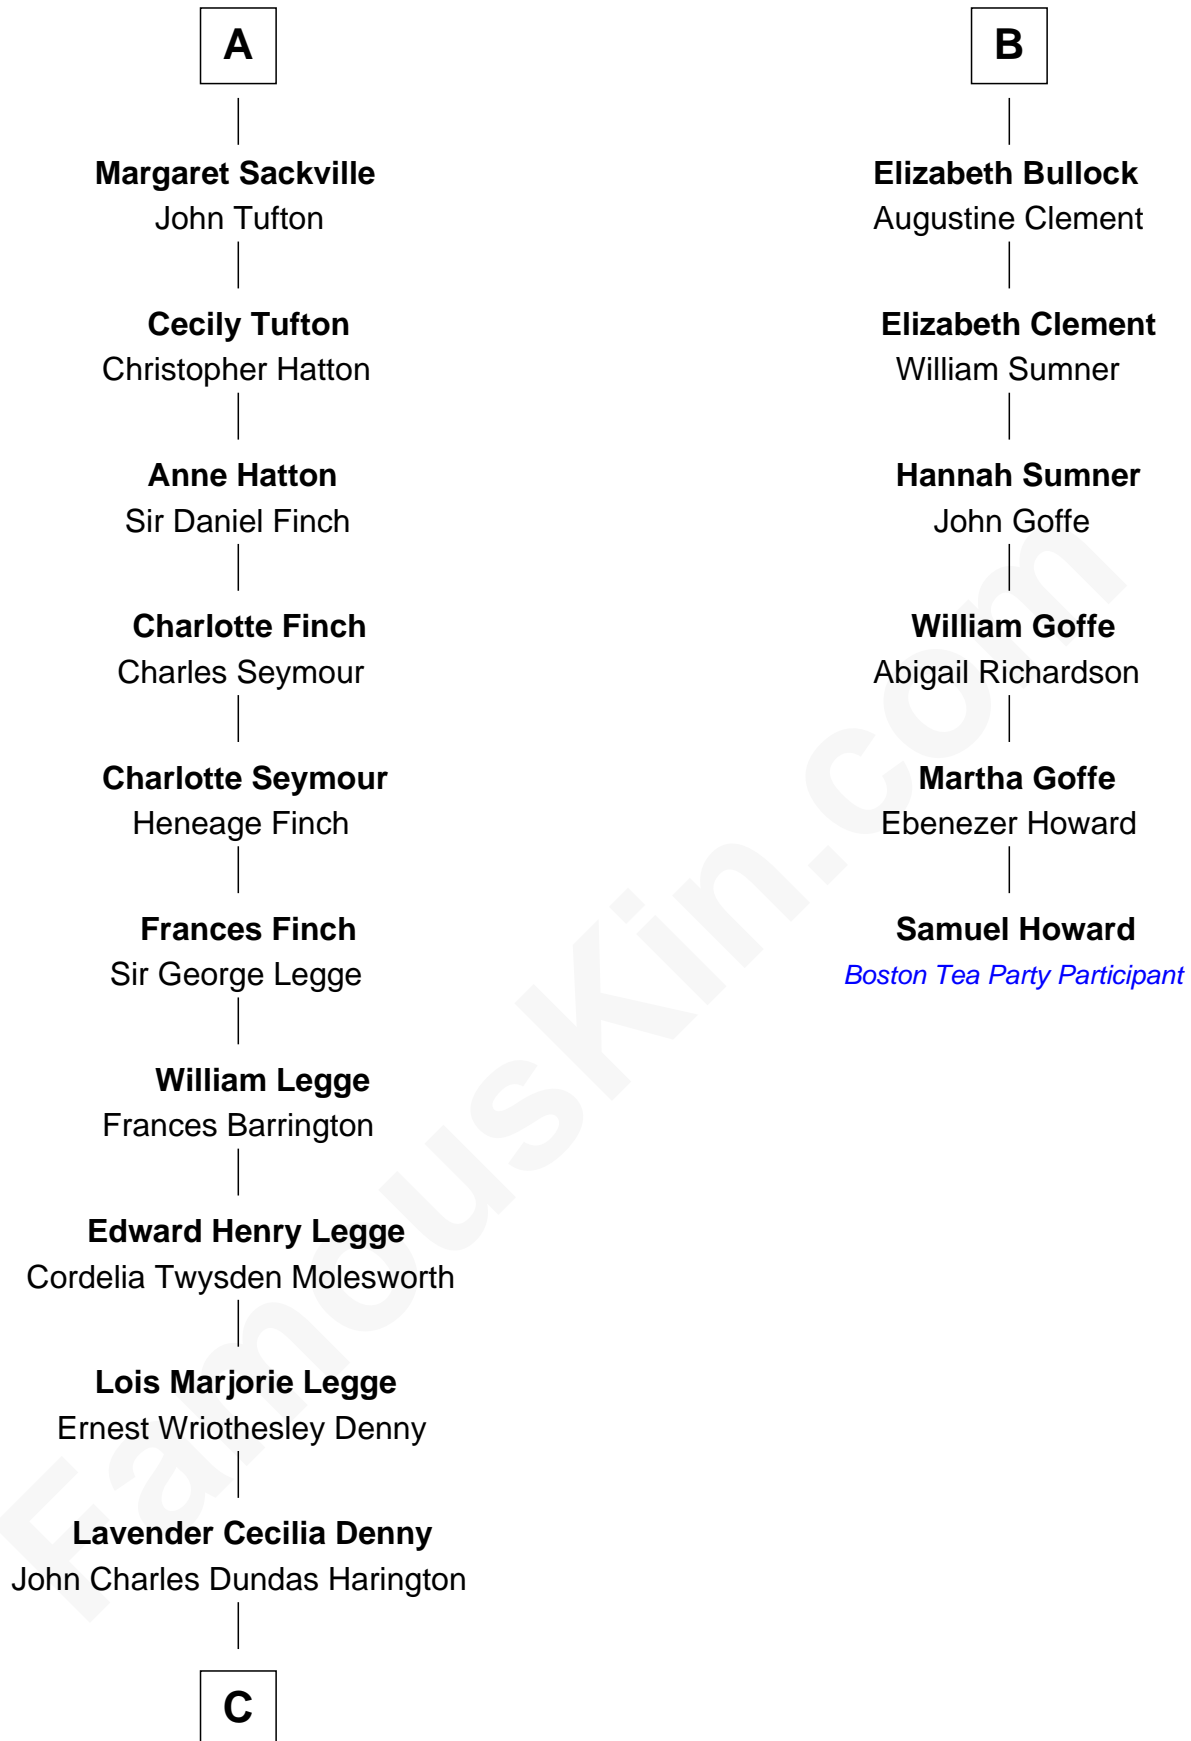 A
Margaret Sackville
John Tufton
Cecily Tufton
Christopher Hatton
Anne Hatton
Sir Daniel Finch
Charlotte Finch
Charles Seymour
Charlotte Seymour
Heneage Finch
Frances Finch
Sir George Legge
William Legge
Frances Barrington
Edward Henry Legge
Cordelia Twysden Molesworth
Lois Marjorie Legge
Ernest Wriothesley Denny
Lavender Cecilia Denny
John Charles Dundas Harington
C
B
Elizabeth Bullock
Augustine Clement
Elizabeth Clement
William Sumner
Hannah Sumner
John Goffe
William Goffe
Abigail Richardson
Martha Goffe
Ebenezer Howard
Samuel Howard
Boston Tea Party Participant
FamousKin.com